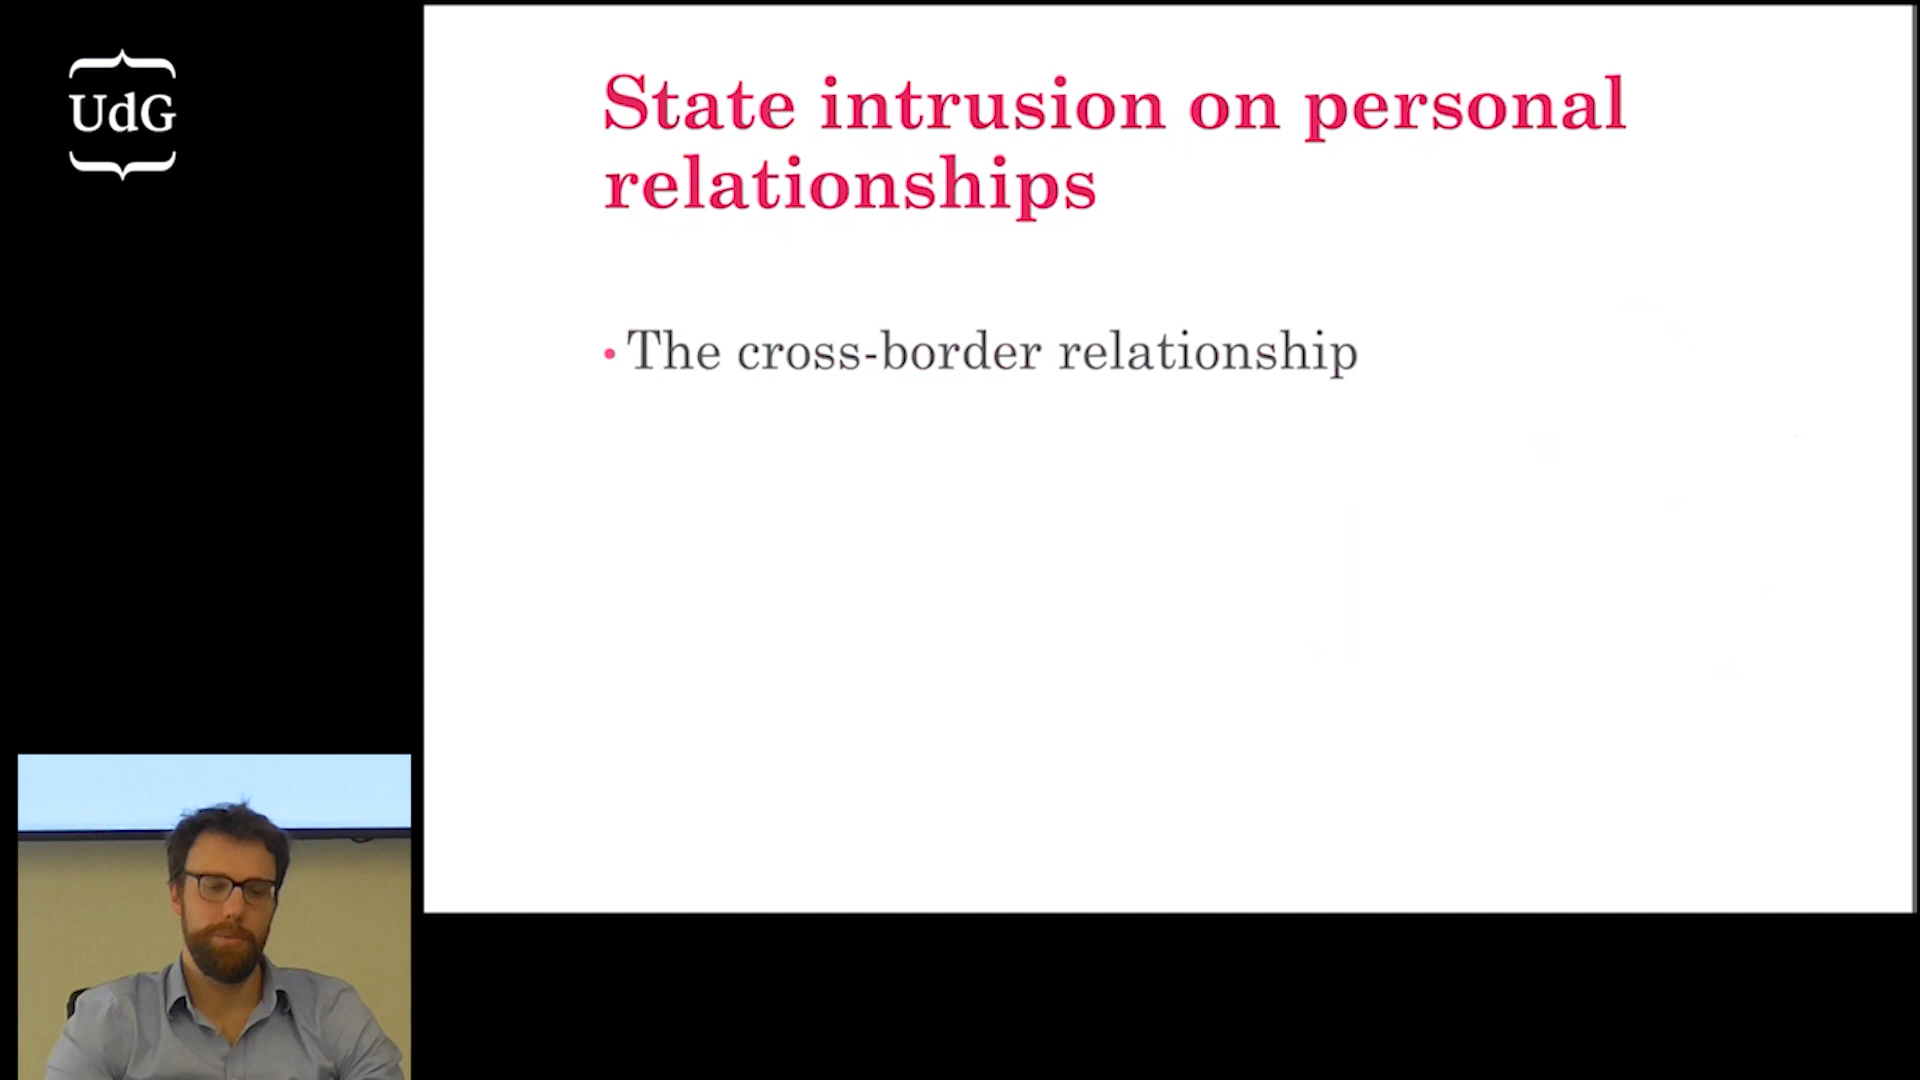 UdG
State intrusion on personal
relationships
• The cross-border relationship